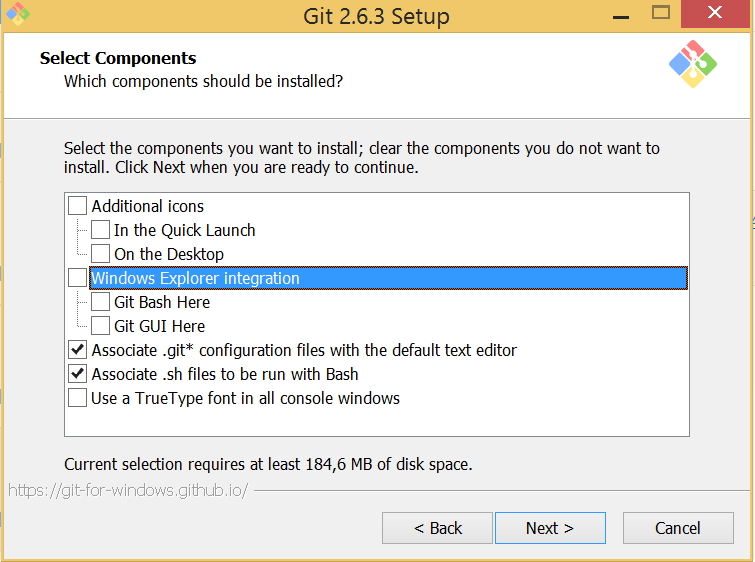 Git 2.6.3 Setup
Select Components
Which components should be installed?
Select the components you want to install; clear the components you do not want to
install. Click Next when you are ready to continue.
Additional icons
In the Quick Launch
On the Desktop
Windows Explorer integration
Git Bash Here
Git GUI Here
Associate .git* configuration files with the default text editor
Associate .sh files to be run with Bash
Use a TrueType font in all console windows
Current selection requires at least 184,6 MB of disk space.
https://git-for-windows.github.io/
< Back
Next >
Cancel